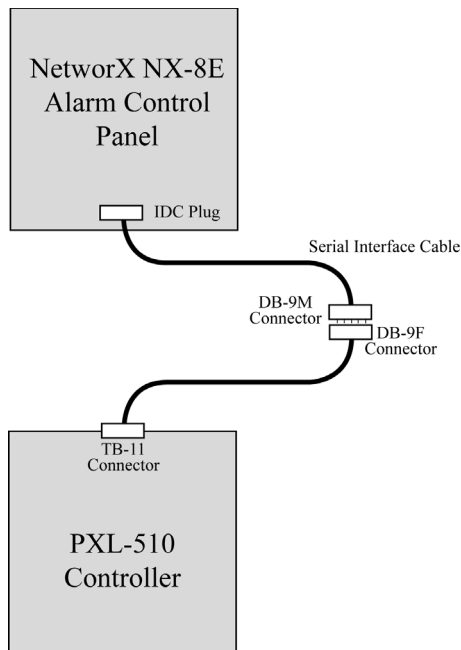 NetworX NX-8E
Alarm Control
Panel
IDC Plug
Serial Interface Cable
DB-9M
Connector
DB-9F
Connector
TB-11
Connector
PXL-510
Controller